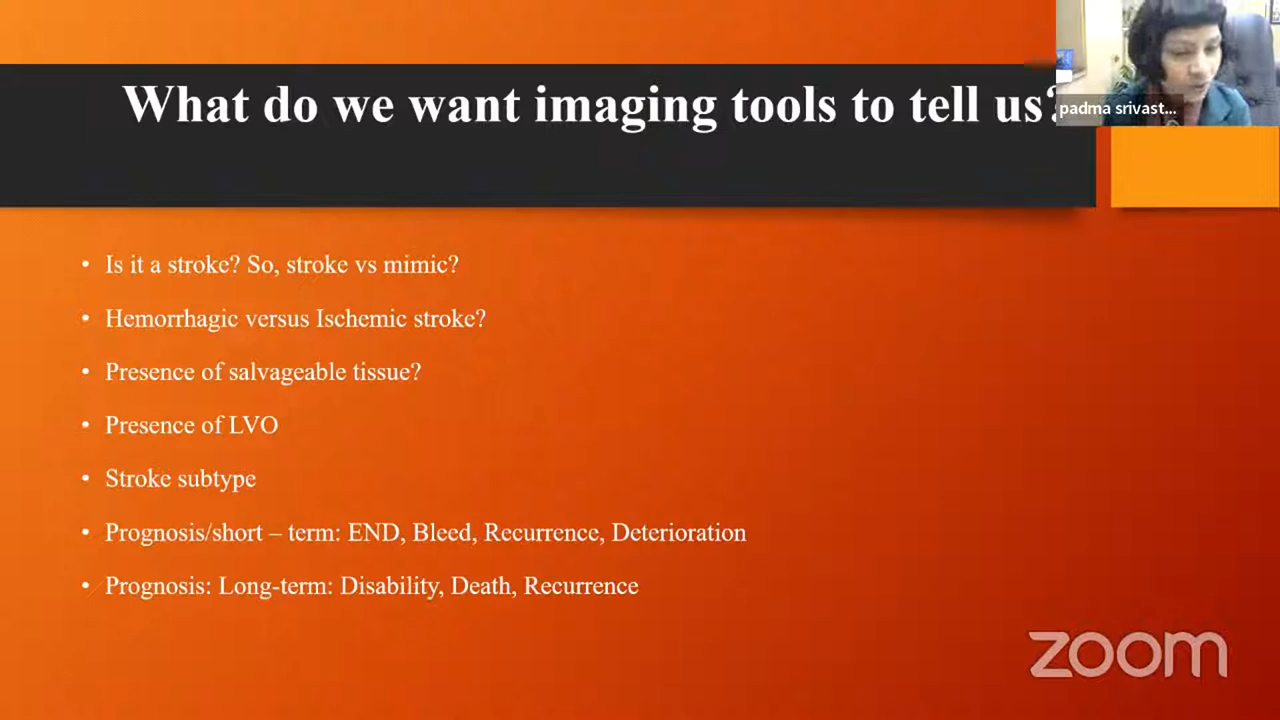 What do we want imaging tools to tell us?
padma srivast...
• Is it a stroke? So, stroke vs mimic?
• Hemorrhagic versus Ischemic stroke?
• Presence of salvageable tissue?
• Presence of LVO
• Stroke subtype
• Prognosis/short – term: END, Bleed, Recurrence, Deterioration
• Prognosis: Long-term: Disability, Death, Recurrence
zoom